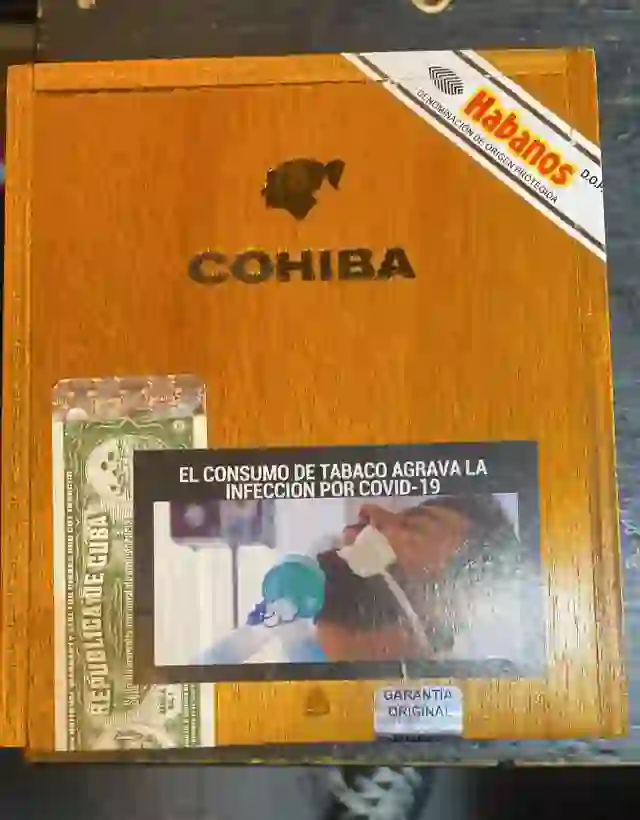 Habanos
D.O.P.
DENOMINACIÓN DE ORIGEN PROTEGIDA
COHIBA
REPUBLICA DE CUBA
EL CONSUMO DE TABACO AGRAVA LA
INFECCIÓN POR COVID-19
GARANTIA
ORIGINAL